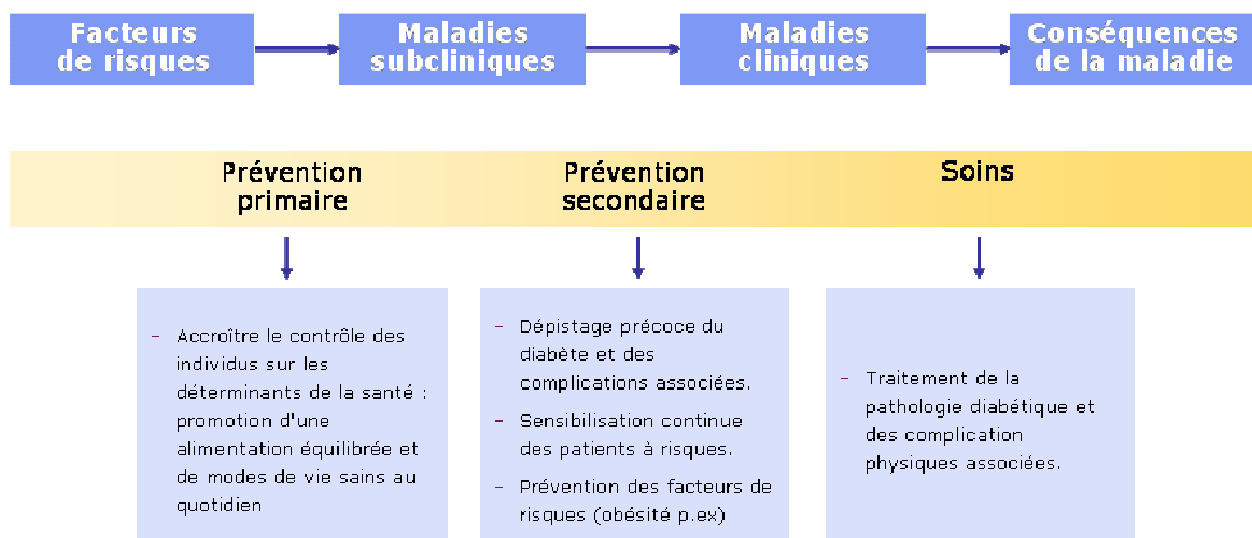 Facteurs
de risques
Maladies
subcliniques
Maladies
cliniques
Conséquences
de la maladie
Prévention
primaire
Prévention
secondaire
Soins
– Accroître le contrôle des
individus sur les
déterminants de la santé :
promotion d'une
alimentation équilibrée et
de modes de vie sains au
quotidien
– Dépistage précoce du
diabète et des
complications associées.
– Sensibilisation continue
des patients à risques.
– Prévention des facteurs de
risques (obésité p.ex)
– Traitement de la
pathologie diabétique et
des complication
physiques associées.